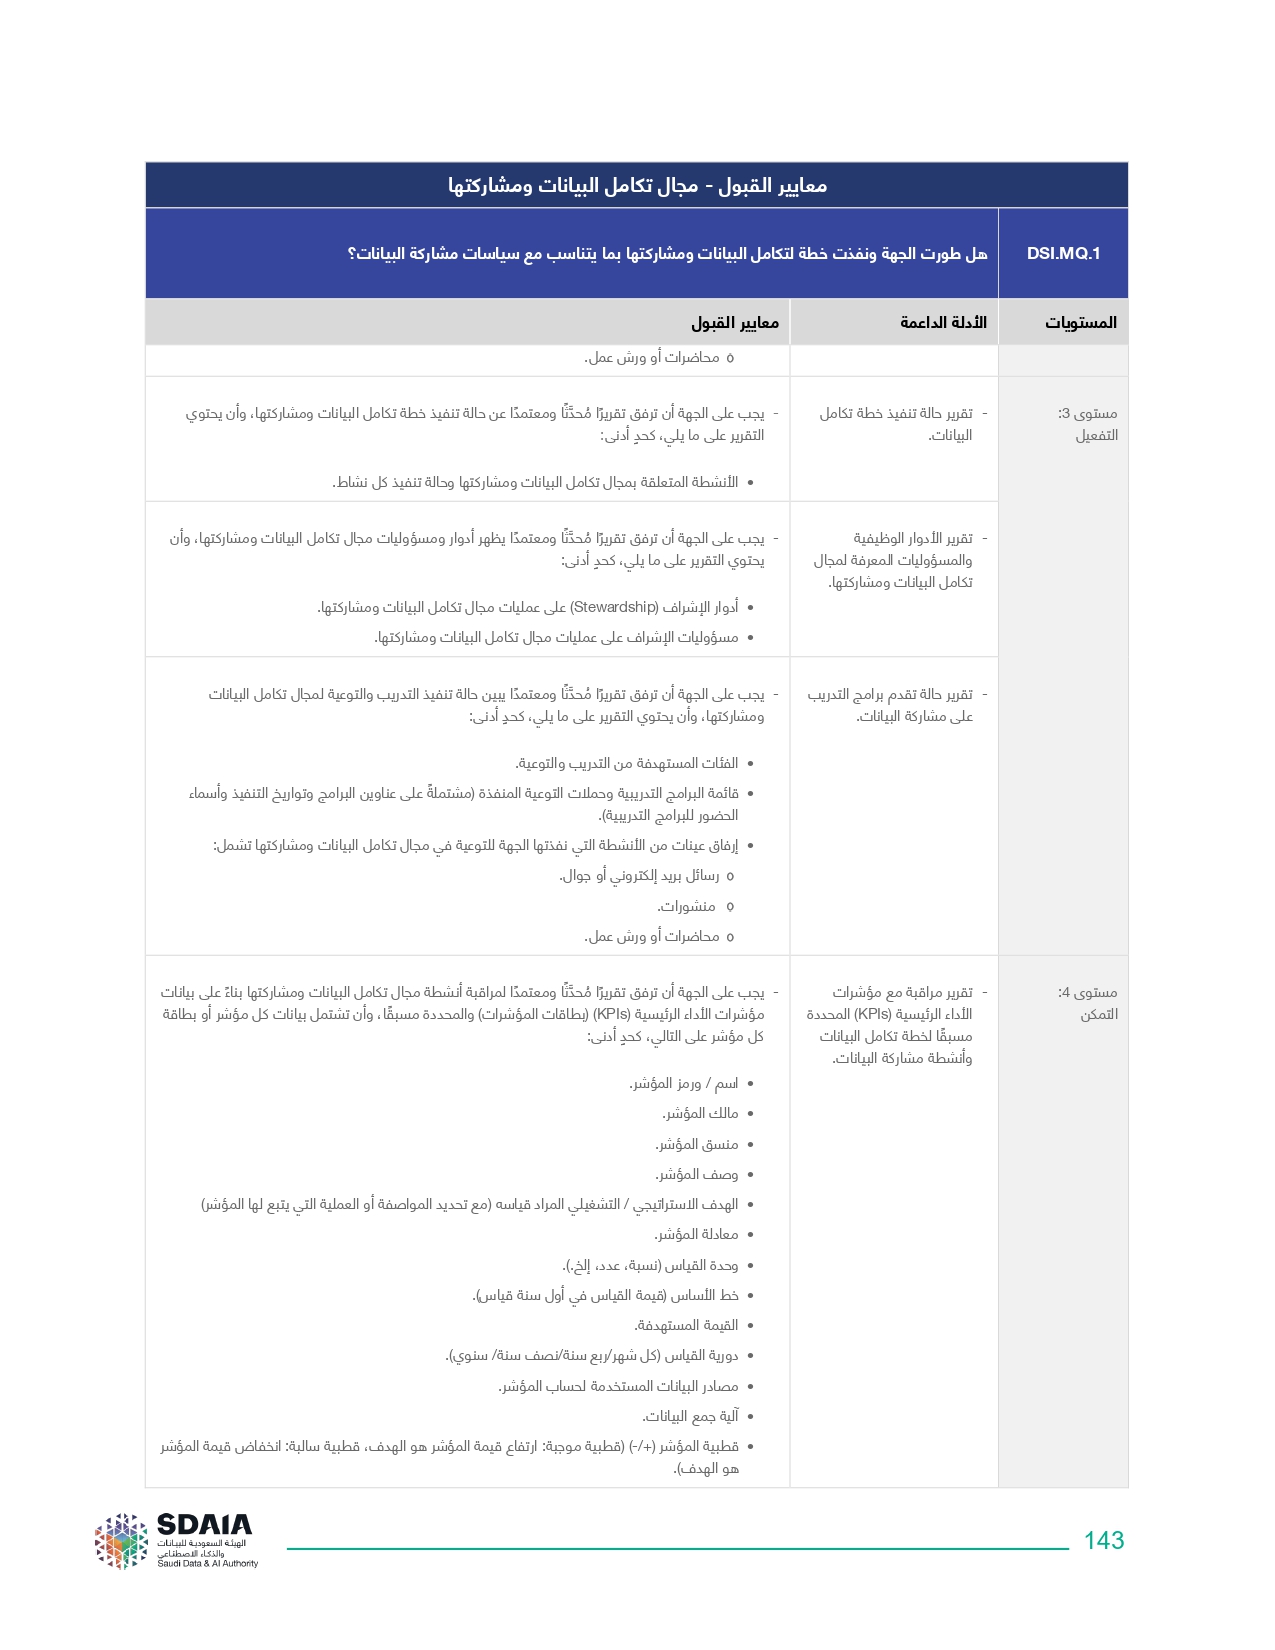 معايير القبول - مجال تكامل البيانات ومشاركتها
DSI.MQ.1
هل طورت الجهة ونفذت خطة لتكامل البيانات ومشاركتها بما يتناسب مع سياسات مشاركة البيانات؟
المستويات
الأدلة الداعمة
معايير القبول
o محاضرات أو ورش عمل.
مستوى 3:
التفعيل
- تقرير حالة تنفيذ خطة تكامل
البيانات.
- يجب على الجهة أن ترفق تقريرًا مُحدَّثًا ومعتمدًا عن حالة تنفيذ خطة تكامل البيانات ومشاركتها، وأن يحتوي
التقرير على ما يلي، كحدٍ أدنى:
• الأنشطة المتعلقة بمجال تكامل البيانات ومشاركتها وحالة تنفيذ كل نشاط.
- تقرير الأدوار الوظيفية
والمسؤوليات المعرفة لمجال
تكامل البيانات ومشاركتها.
- يجب على الجهة أن ترفق تقريرًا مُحدَّثًا ومعتمدًا يظهر أدوار ومسؤوليات مجال تكامل البيانات ومشاركتها، وأن
يحتوي التقرير على ما يلي، كحدٍ أدنى:
• أدوار الإشراف (Stewardship) على عمليات مجال تكامل البيانات ومشاركتها.
• مسؤوليات الإشراف على عمليات مجال تكامل البيانات ومشاركتها.
- تقرير حالة تقدم برامج التدريب
على مشاركة البيانات.
- يجب على الجهة أن ترفق تقريرًا مُحدَّثًا ومعتمدًا يبين حالة تنفيذ التدريب والتوعية لمجال تكامل البيانات
ومشاركتها، وأن يحتوي التقرير على ما يلي، كحدٍ أدنى:
• الفئات المستهدفة من التدريب والتوعية.
• قائمة البرامج التدريبية وحملات التوعية المنفذة (مشتملةً على عناوين البرامج وتواريخ التنفيذ وأسماء
الحضور للبرامج التدريبية).
• إرفاق عينات من الأنشطة التي نفذتها الجهة للتوعية في مجال تكامل البيانات ومشاركتها تشمل:
o رسائل بريد إلكتروني أو جوال.
o منشورات.
o محاضرات أو ورش عمل.
مستوى 4:
التمكن
- تقرير مراقبة مع مؤشرات
الأداء الرئيسية (KPIs) المحددة
مسبقًا لخطة تكامل البيانات
وأنشطة مشاركة البيانات.
- يجب على الجهة أن ترفق تقريرًا مُحدَّثًا ومعتمدًا لمراقبة أنشطة مجال تكامل البيانات ومشاركتها بناءً على بيانات
مؤشرات الأداء الرئيسية (KPIs) (بطاقات المؤشرات) والمحددة مسبقًا، وأن تشتمل بيانات كل مؤشر أو بطاقة
كل مؤشر على التالي، كحدٍ أدنى:
• اسم / ورمز المؤشر.
• مالك المؤشر.
• منسق المؤشر.
• وصف المؤشر.
• الهدف الاستراتيجي / التشغيلي المراد قياسه (مع تحديد المواصفة أو العملية التي يتبع لها المؤشر)
• معادلة المؤشر.
• وحدة القياس (نسبة، عدد، إلخ.).
• خط الأساس (قيمة القياس في أول سنة قياس).
• القيمة المستهدفة.
• دورية القياس (كل شهر/ربع سنة/نصف سنة/ سنوي).
• مصادر البيانات المستخدمة لحساب المؤشر.
• آلية جمع البيانات.
• قطبية المؤشر (+/-) (قطبية موجبة: ارتفاع قيمة المؤشر هو الهدف، قطبية سالبة: انخفاض قيمة المؤشر
هو الهدف).
SDAIA
الهيئة السعودية للبيانات
والذكاء الاصطناعي
Saudi Data & AI Authority
143